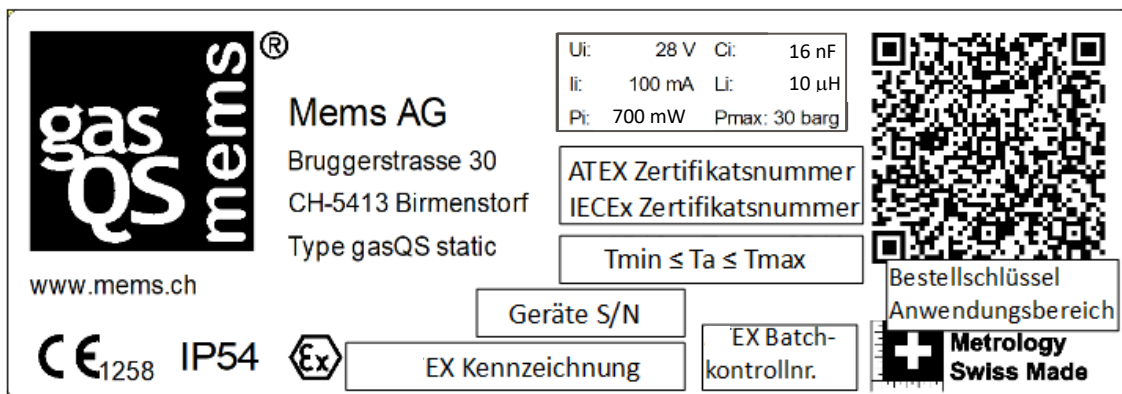 gas
QS
mems
®
www.mems.ch
Mems AG
Bruggerstrasse 30
CH-5413 Birmenstorf
Type gasQS static
Ui: 28 V Ci: 16 nF
Ii: 100 mA Li: 10 µH
Pi: 700 mW Pmax: 30 barg
ATEX Zertifikatsnummer
IECEx Zertifikatsnummer
Tmin ≤ Ta ≤ Tmax
Bestellschlüssel
Anwendungsbereich
Geräte S/N
CE 1258 IP54 Ex
EX Kennzeichnung
EX Batch-
kontrollnr.
Metrology
Swiss Made